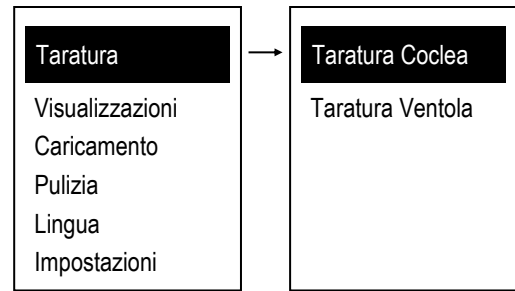 Taratura
Visualizzazioni
Caricamento
Pulizia
Lingua
Impostazioni
Taratura Coclea
Taratura Ventola